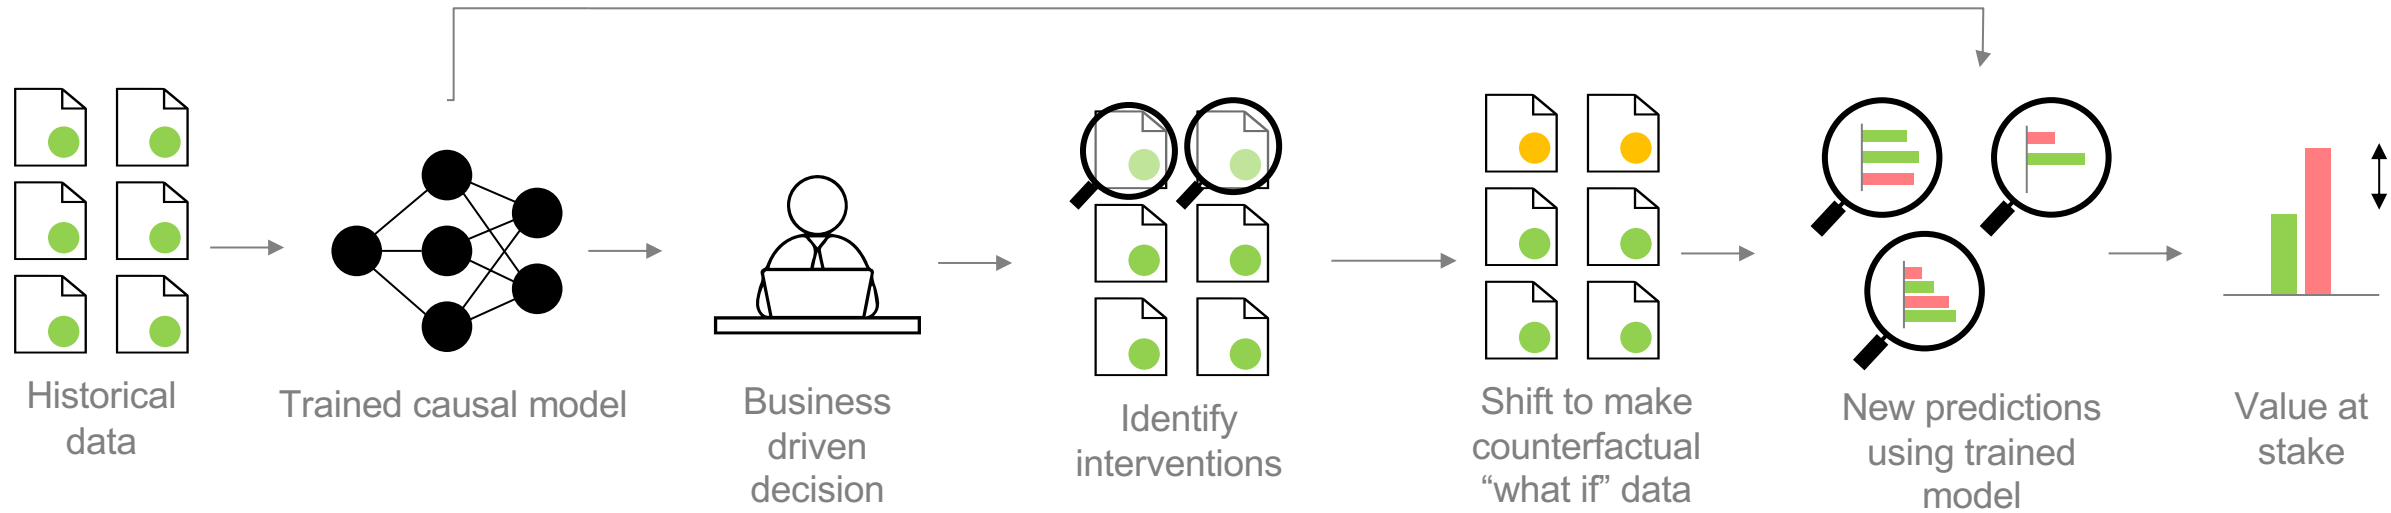 Historical
data
Trained causal model
Business
driven
decision
Identify
interventions
Shift to make
counterfactual
“what if” data
New predictions
using trained
model
Value at
stake